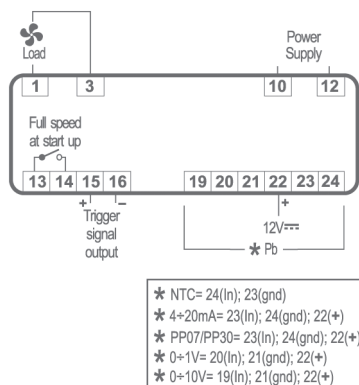 Load
Power
Supply
1 3 10 12
Full speed
at start up
13 14 15 16 19 20 21 22 23 24
+ − +
Trigger
signal
output
12V
* Pb
* NTC= 24(In); 23(gnd)
* 4÷20mA= 23(In); 24(gnd); 22(+)
* PP07/PP30= 23(In); 24(gnd); 22(+)
* 0÷1V= 20(In); 21(gnd); 22(+)
* 0÷10V= 19(In); 21(gnd); 22(+)